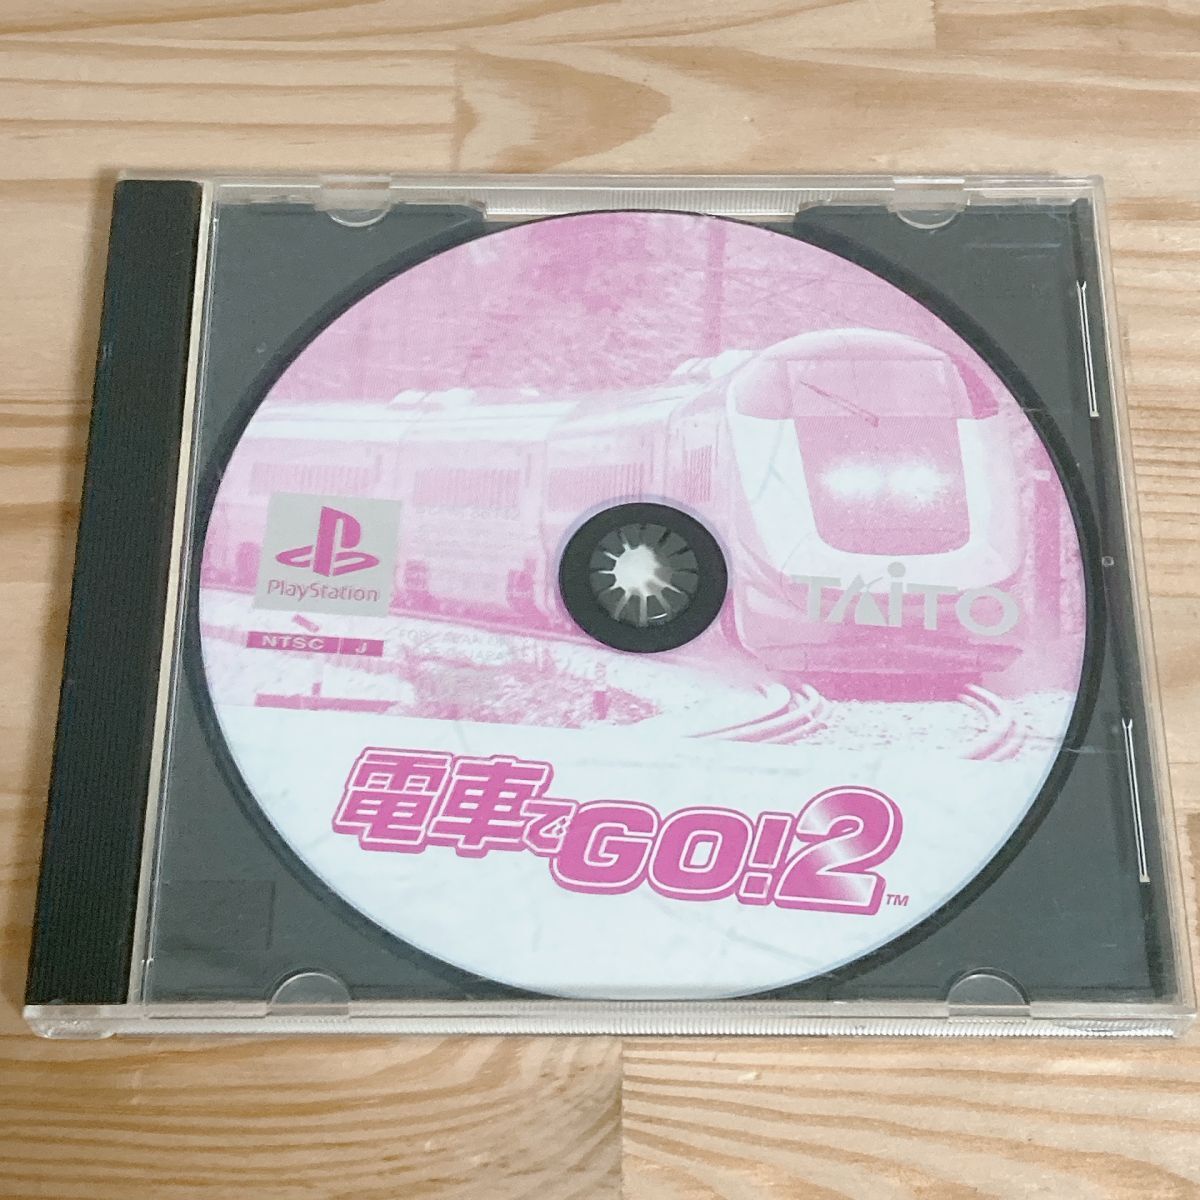 PlayStation
NTSC J
TAiTO
電車でGO!2
TM